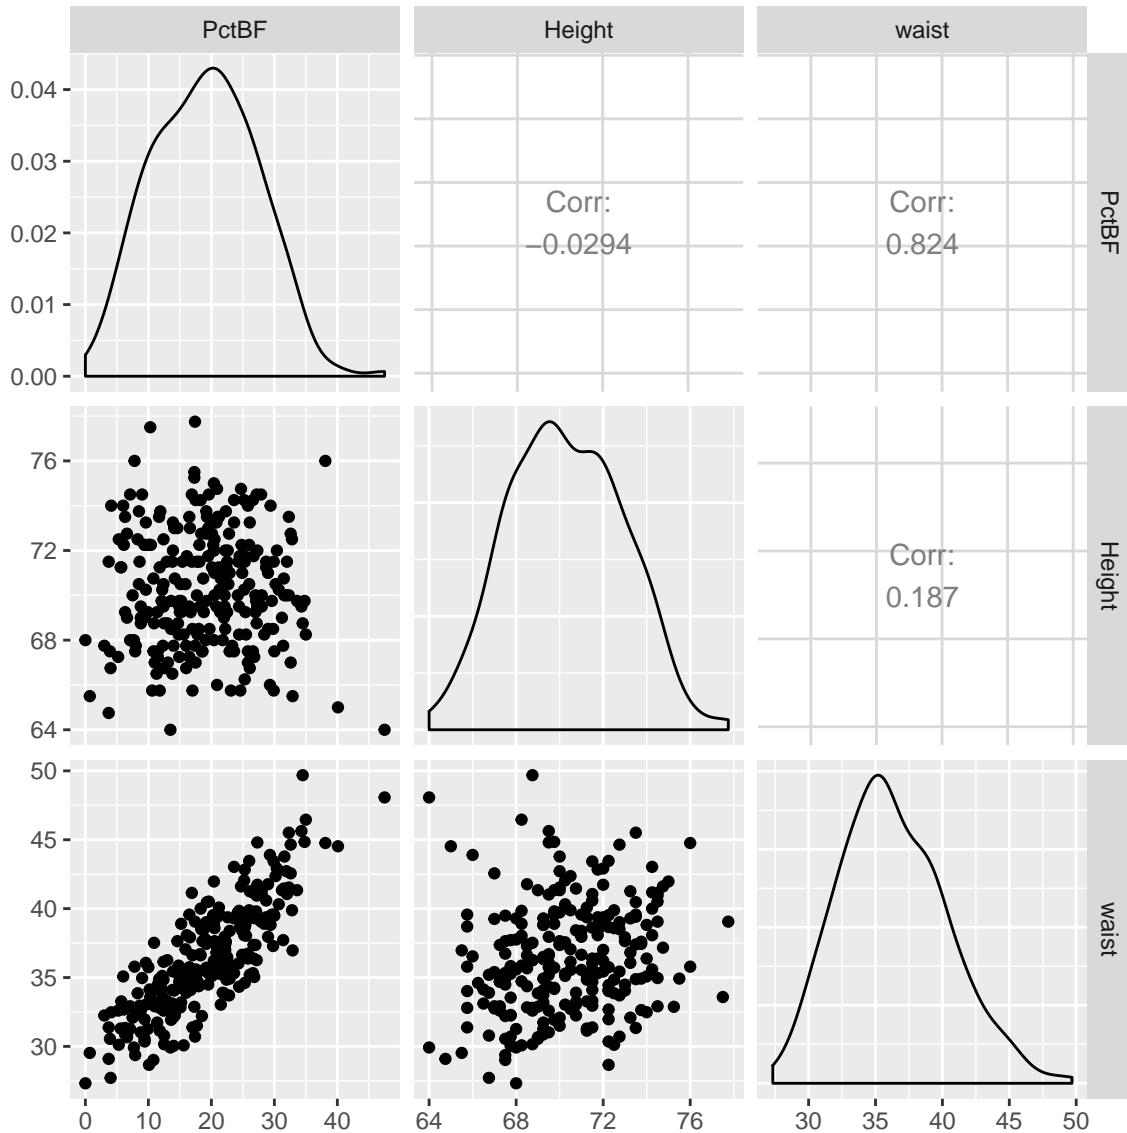 PctBF Height waist
0.04
0.03
0.02
0.01
0.00
Corr:
−0.0294
Corr:
0.824
PctBF
76
72
68
64
Corr:
0.187
Height
50
45
40
35
30
waist
0 10 20 30 40 64 68 72 76 30 35 40 45 50